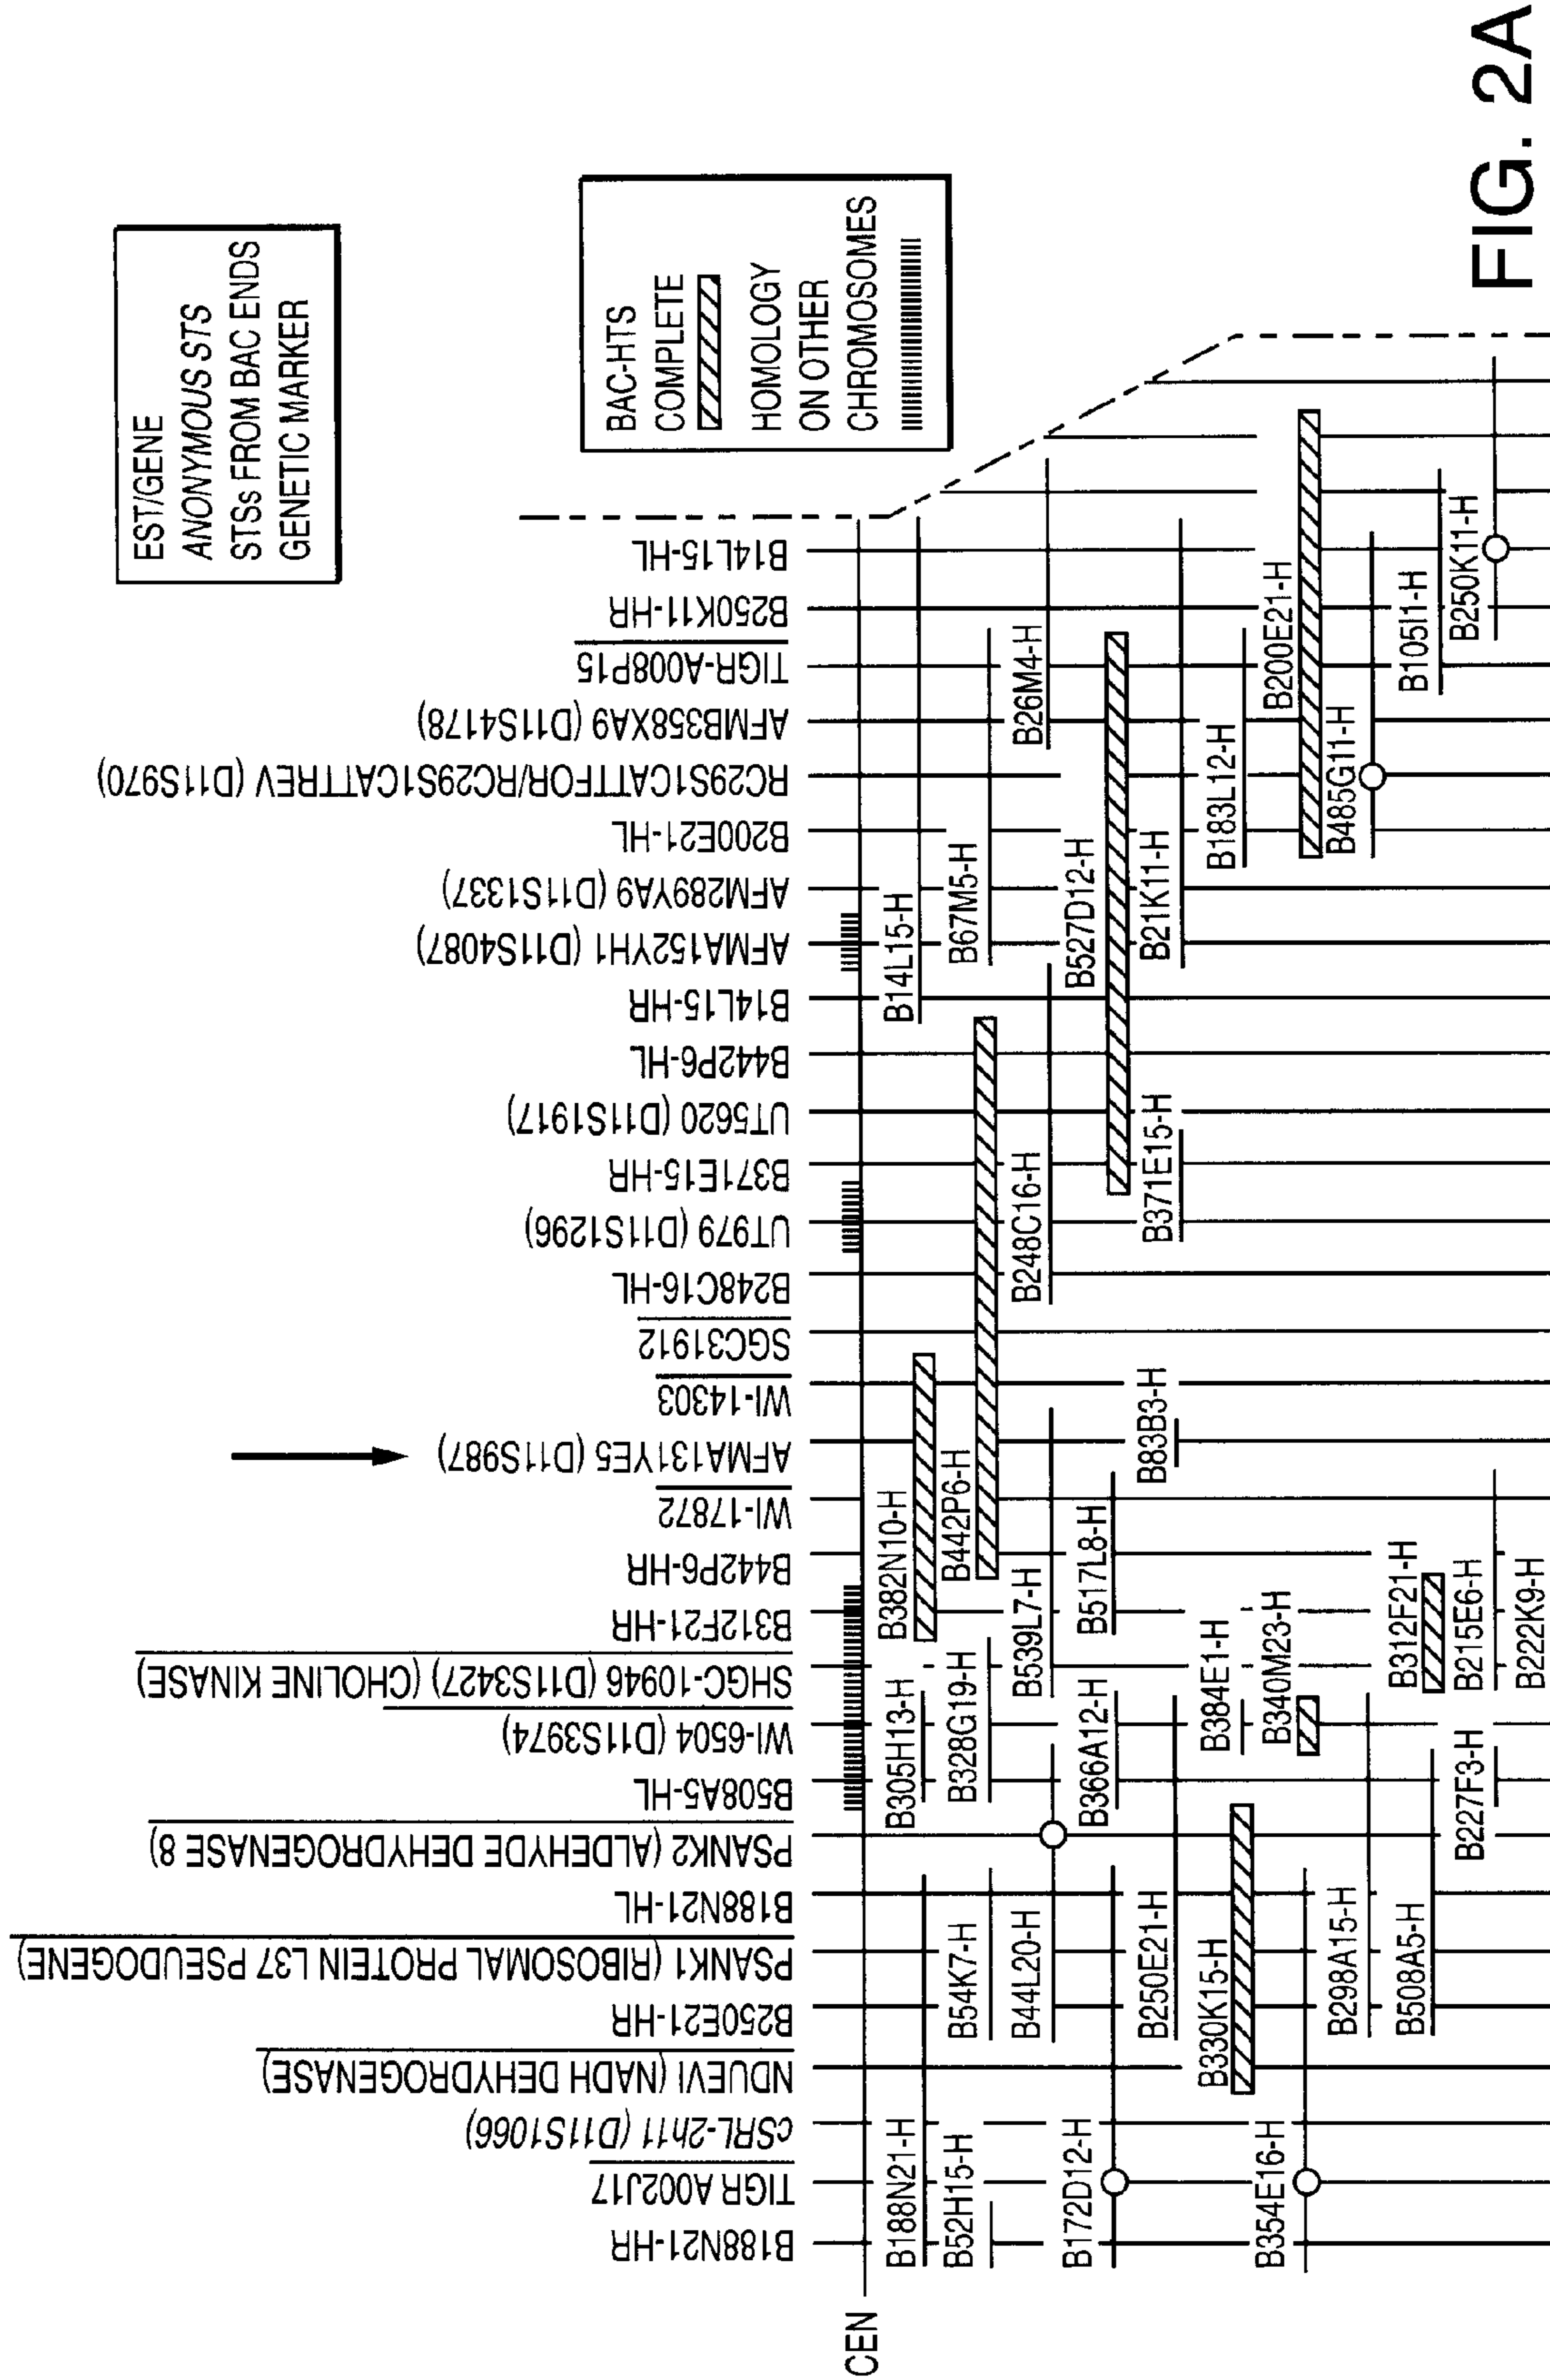 EST/GENE
ANONYMOUS STS
STSs FROM BAC ENDS
GENETIC MARKER
BAC-HTS
COMPLETE
HOMOLOGY
ON OTHER
CHROMOSOMES
B188N21-HR
TIGR A002J17
cSRL-2h11 (D11S1066)
NDUEVI (NADH DEHYDROGENASE)
B250E21-HR
PSANK1 (RIBOSOMAL PROTEIN L37 PSEUDOGENE)
B188N21-HL
PSANK2 (ALDEHYDE DEHYDROGENASE 8)
B508A5-HL
WI-6504 (D11S3974)
SHGC-10946 (D11S3427) (CHOLINE KINASE)
B312F21-HR
B442P6-HR
WI-17872
AFMA131YE5 (D11S987)
WI-14303
SGC31912
B248C16-HL
UT979 (D11S1296)
B371E15-HR
UT5620 (D11S1917)
B442P6-HL
B14L15-HR
AFMA152YH1 (D11S4087)
AFM289YA9 (D11S1337)
B200E21-HL
RC29S1CATTFOR/RC29S1CATTREV (D11S970)
AFMB358XA9 (D11S4178)
TIGR-A008P15
B250K11-HR
B14L15-HL
CEN
B188N21-H
B305H13-H
B382N10-H
B14L15-H
B52H15-H
B54K7-H
B328G19-H
B442P6-H
B67M5-H
B44L20-H
B539L7-H
B248C16-H
B26M4-H
B172D12-H
B366A12-H
B517L8-H
B527D12-H
B250E21-H
B83B3-H
B371E15-H
B21K11-H
B330K15-H
B384E1-H
B183L12-H
B354E16-H
B340M23-H
B200E21-H
B298A15-H
B485G11-H
B508A5-H
B312F21-H
B105I1-H
B227F3-H
B215E6-H
B250K11-H
B222K9-H
FIG. 2A